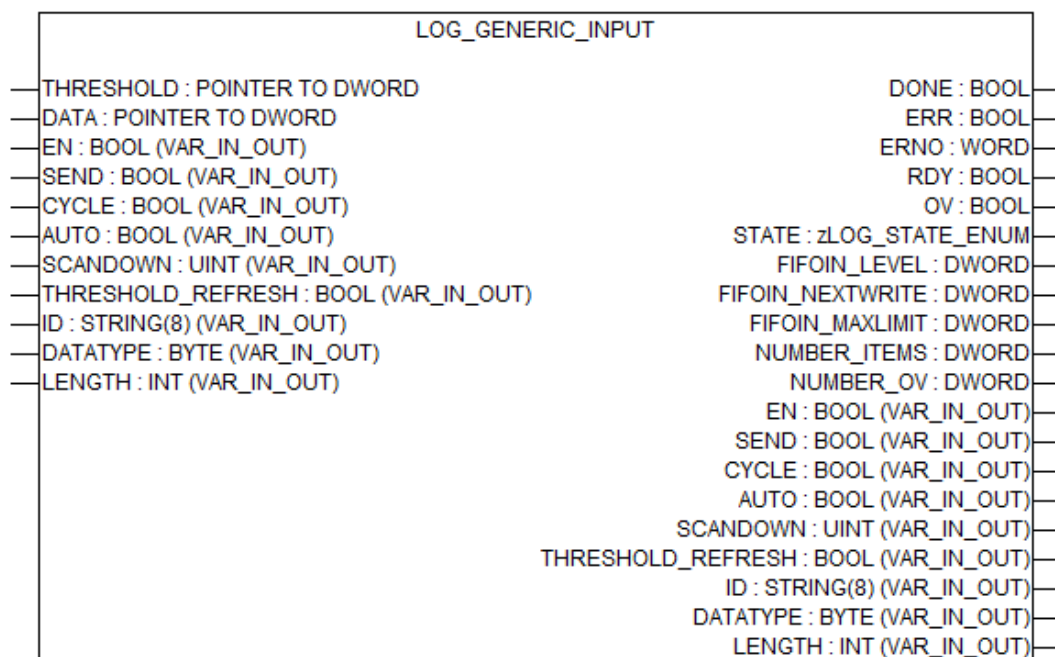 LOG_GENERIC_INPUT
THRESHOLD : POINTER TO DWORD
DATA : POINTER TO DWORD
EN : BOOL (VAR_IN_OUT)
SEND : BOOL (VAR_IN_OUT)
CYCLE : BOOL (VAR_IN_OUT)
AUTO : BOOL (VAR_IN_OUT)
SCANDOWN : UINT (VAR_IN_OUT)
THRESHOLD_REFRESH : BOOL (VAR_IN_OUT)
ID : STRING(8) (VAR_IN_OUT)
DATATYPE : BYTE (VAR_IN_OUT)
LENGTH : INT (VAR_IN_OUT)
DONE : BOOL
ERR : BOOL
ERNO : WORD
RDY : BOOL
OV : BOOL
STATE : zLOG_STATE_ENUM
FIFOIN_LEVEL : DWORD
FIFOIN_NEXTWRITE : DWORD
FIFOIN_MAXLIMIT : DWORD
NUMBER_ITEMS : DWORD
NUMBER_OV : DWORD
EN : BOOL (VAR_IN_OUT)
SEND : BOOL (VAR_IN_OUT)
CYCLE : BOOL (VAR_IN_OUT)
AUTO : BOOL (VAR_IN_OUT)
SCANDOWN : UINT (VAR_IN_OUT)
THRESHOLD_REFRESH : BOOL (VAR_IN_OUT)
ID : STRING(8) (VAR_IN_OUT)
DATATYPE : BYTE (VAR_IN_OUT)
LENGTH : INT (VAR_IN_OUT)